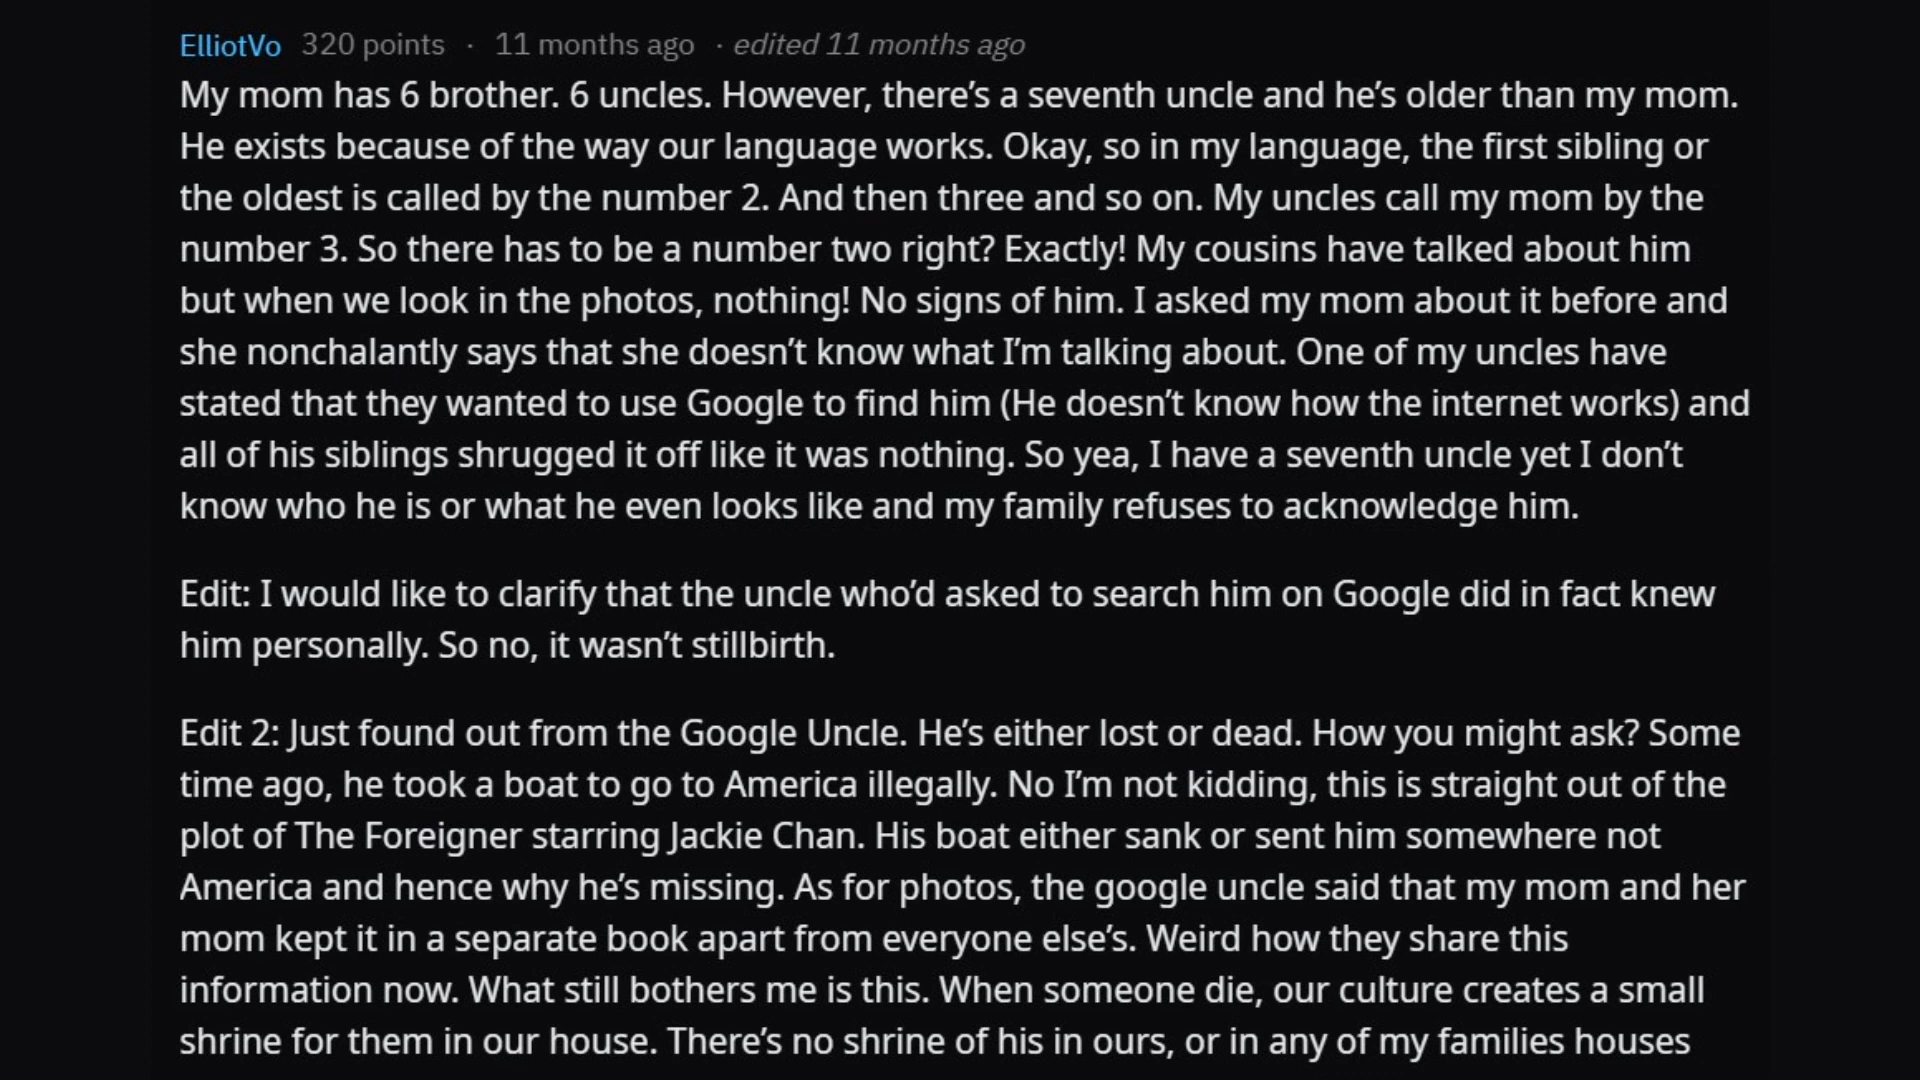 ElliotVo 320 points · 11 months ago · edited 11 months ago
My mom has 6 brother. 6 uncles. However, there’s a seventh uncle and he’s older than my mom.
He exists because of the way our language works. Okay, so in my language, the first sibling or
the oldest is called by the number 2. And then three and so on. My uncles call my mom by the
number 3. So there has to be a number two right? Exactly! My cousins have talked about him
but when we look in the photos, nothing! No signs of him. I asked my mom about it before and
she nonchalantly says that she doesn’t know what I’m talking about. One of my uncles have
stated that they wanted to use Google to find him (He doesn’t know how the internet works) and
all of his siblings shrugged it off like it was nothing. So yea, I have a seventh uncle yet I don’t
know who he is or what he even looks like and my family refuses to acknowledge him.
Edit: I would like to clarify that the uncle who’d asked to search him on Google did in fact knew
him personally. So no, it wasn’t stillbirth.
Edit 2: Just found out from the Google Uncle. He’s either lost or dead. How you might ask? Some
time ago, he took a boat to go to America illegally. No I’m not kidding, this is straight out of the
plot of The Foreigner starring Jackie Chan. His boat either sank or sent him somewhere not
America and hence why he’s missing. As for photos, the google uncle said that my mom and her
mom kept it in a separate book apart from everyone else’s. Weird how they share this
information now. What still bothers me is this. When someone die, our culture creates a small
shrine for them in our house. There’s no shrine of his in ours, or in any of my families houses